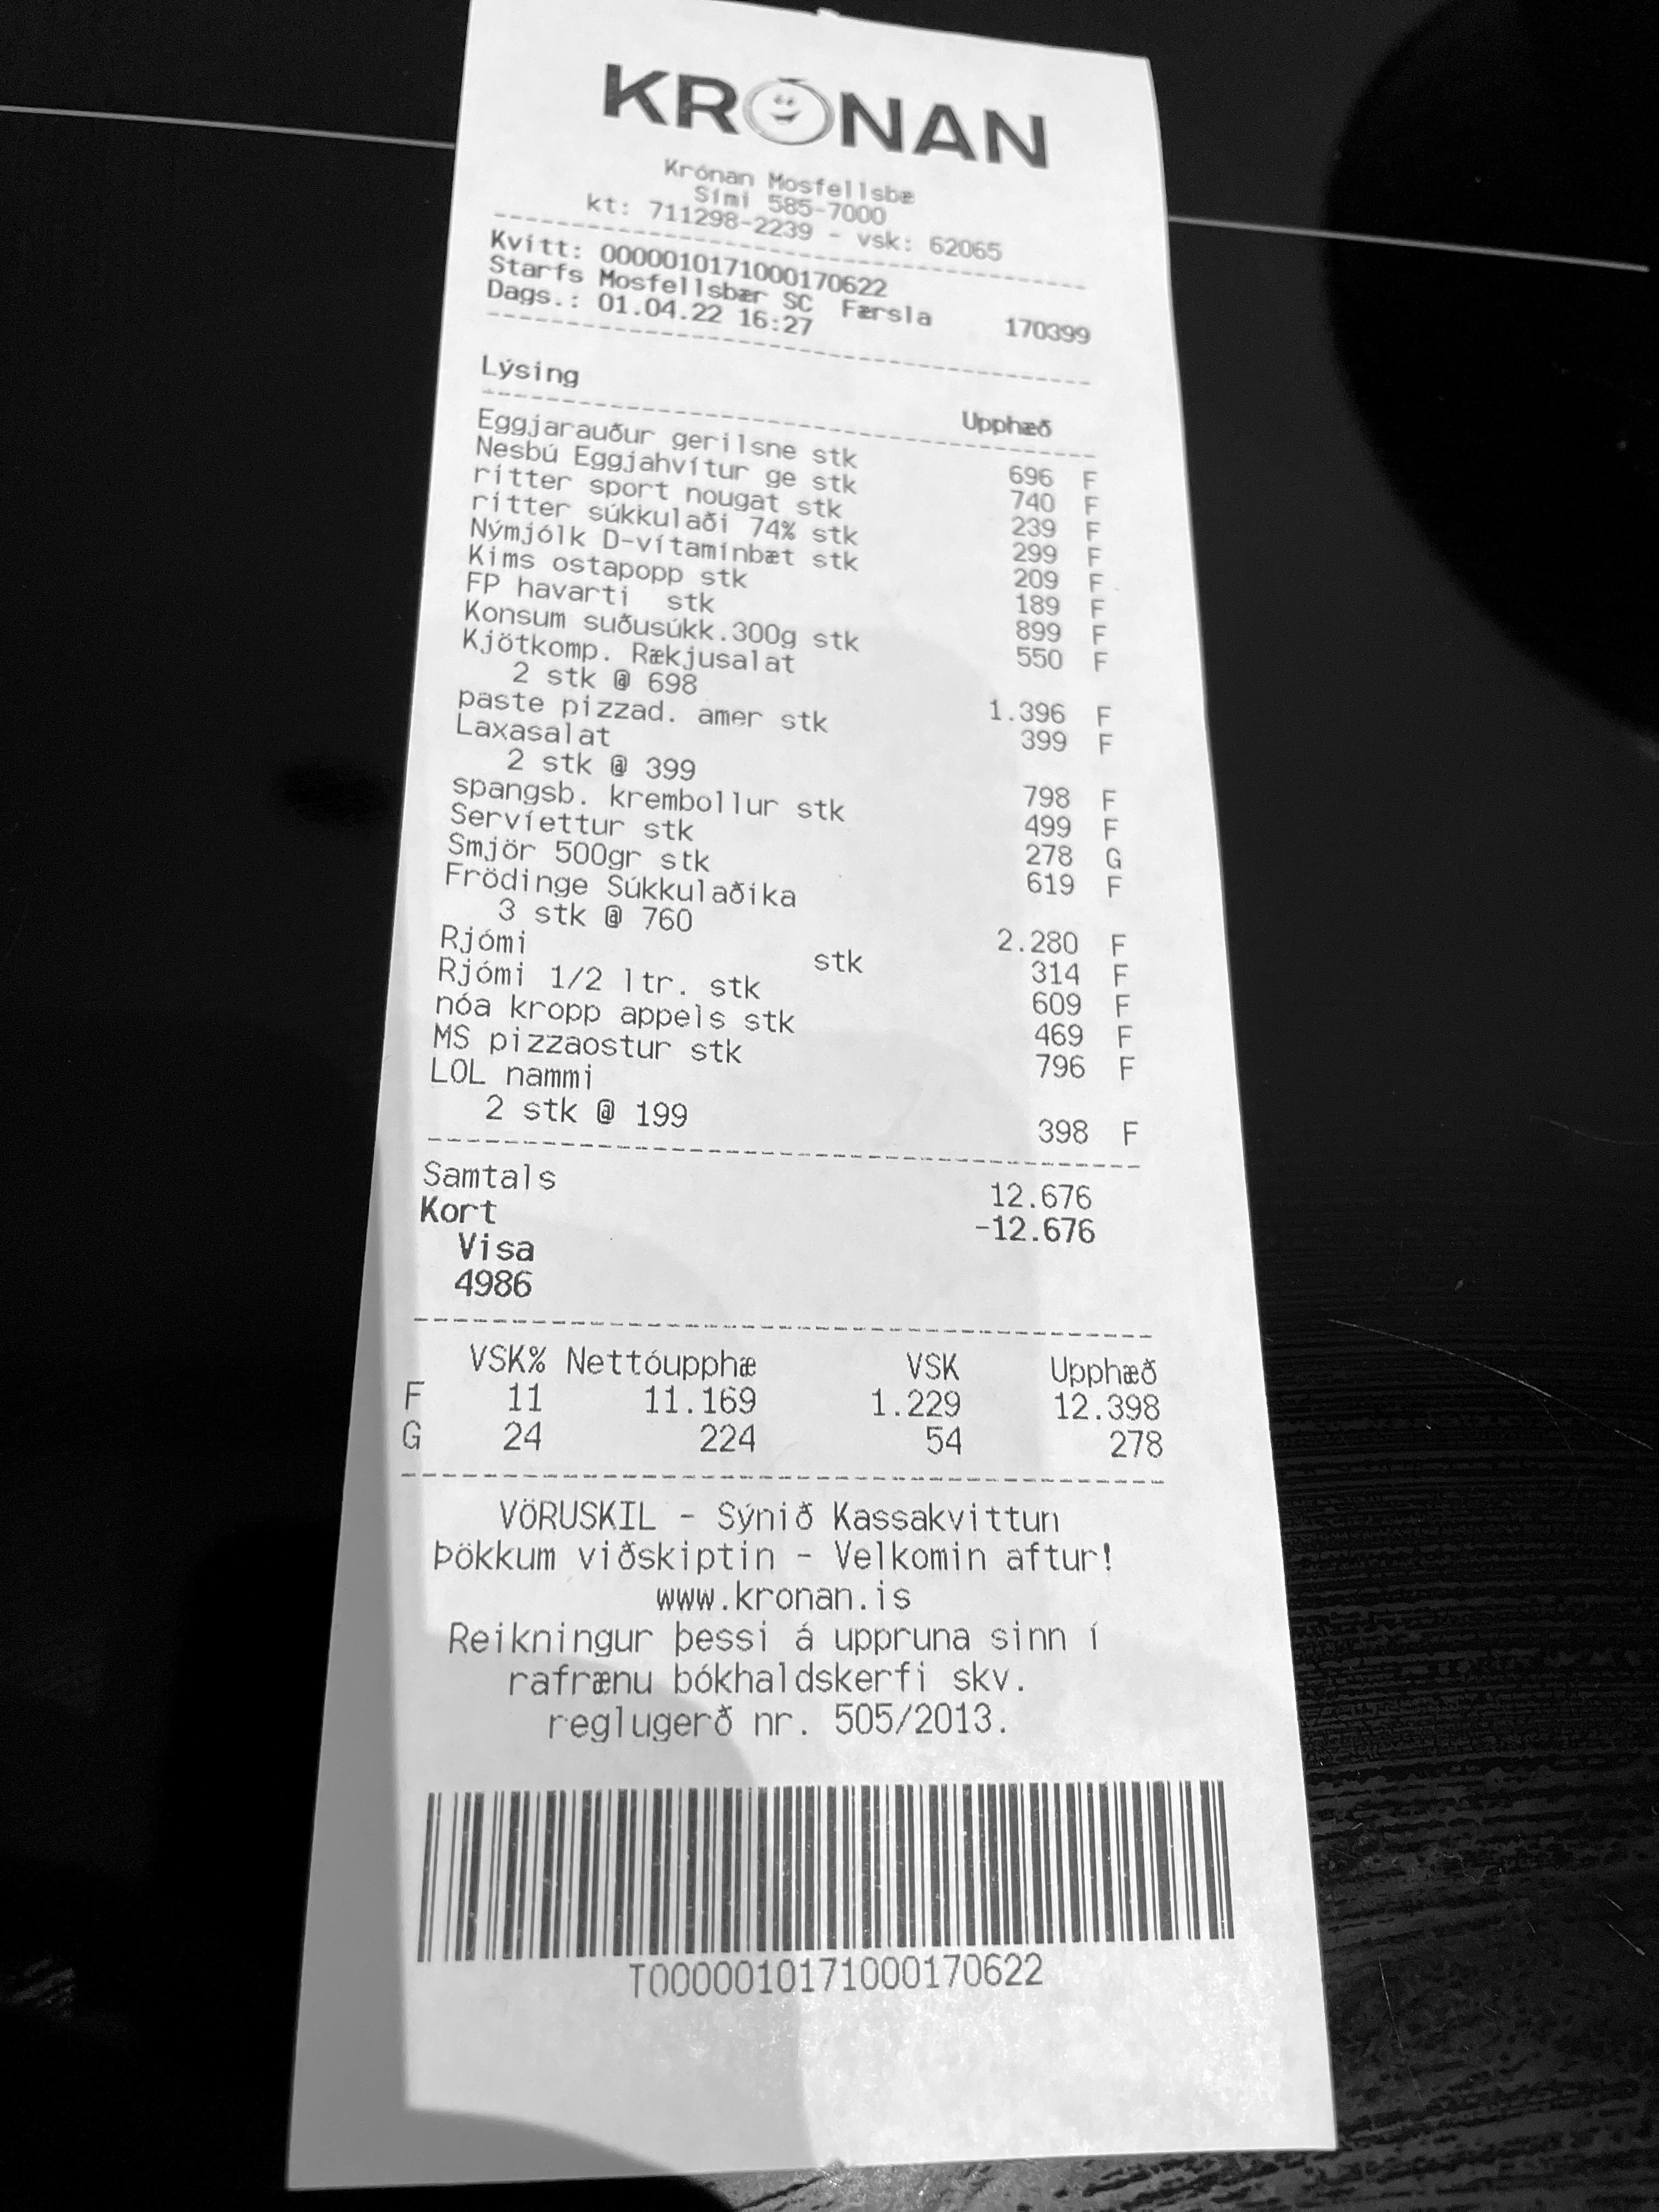 KRÓNAN
Krónan Mosfellsbæ
Sími 585-7000
kt: 711298-2239 - vsk: 62065
Kvitt: 0000010171000170622
Starfs Mosfellsbær SC Færsla 170399
Dags.: 01.04.22 16:27
Lýsing Upphæð
Eggjarauður gerilsne stk 696 F
Nesbú Eggjahvítur ge stk 740 F
ritter sport nougat stk 239 F
ritter súkkulaði 74% stk 299 F
Nýmjólk D-vítamínbæt stk 209 F
Kims ostapopp stk 189 F
FP havarti stk 899 F
Konsum suðusúkk.300g stk 550 F
Kjötkomp. Rækjusalat
2 stk @ 698 1.396 F
paste pizzad. amer stk 399 F
Laxasalat
2 stk @ 399 798 F
spangsb. krembollur stk 499 F
Servíettur stk 278 G
Smjör 500gr stk 619 F
Frödinge Súkkulaðika
3 stk @ 760 2.280 F
Rjómi stk 314 F
Rjómi 1/2 ltr. stk 609 F
nóa kropp appels stk 469 F
MS pizzaostur stk 796 F
LOL nammi
2 stk @ 199 398 F
Samtals 12.676
Kort -12.676
Visa
4986
VSK% Nettóupphæ VSK Upphæð
F 11 11.169 1.229 12.398
G 24 224 54 278
VÖRUSKIL - Sýnið Kassakvittun
Þökkum viðskiptin - Velkomin aftur!
www.kronan.is
Reikningur þessi á uppruna sinn í
rafrænu bókhaldskerfi skv.
reglugerð nr. 505/2013.
T0000010171000170622